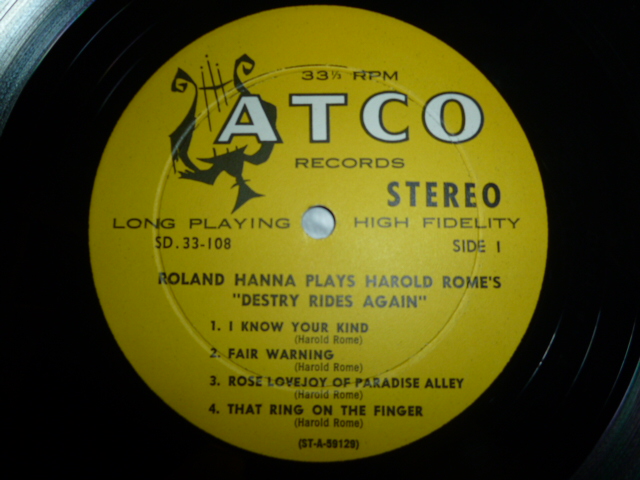 33⅓ RPM
ATCO
RECORDS
STEREO
LONG PLAYING HIGH FIDELITY
SD. 33-108 SIDE 1
ROLAND HANNA PLAYS HAROLD ROME'S
"DESTRY RIDES AGAIN"
1. I KNOW YOUR KIND
(Harold Rome)
2. FAIR WARNING
(Harold Rome)
3. ROSE LOVEJOY OF PARADISE ALLEY
(Harold Rome)
4. THAT RING ON THE FINGER
(Harold Rome)
(ST-A-59129)